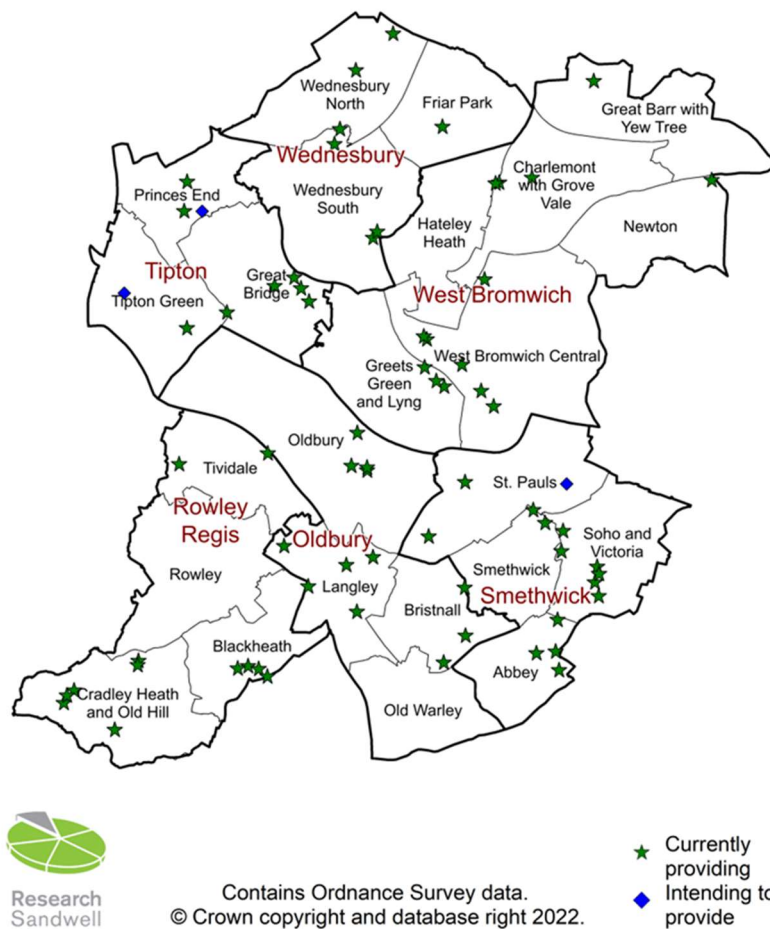 Wednesbury
North
Friar Park
Great Barr with
Yew Tree
Wednesbury
Charlemont
with Grove
Vale
Princes End
Wednesbury
South
Hateley
Heath
Newton
Tipton
Great
Bridge
Tipton Green
West Bromwich
West Bromwich Central
Greets
Green
and Lyng
Oldbury
Tividale
St. Pauls
Rowley
Regis
Oldbury
Soho and
Victoria
Rowley
Langley
Smethwick
Smethwick
Bristnall
Blackheath
Abbey
Cradley Heath
and Old Hill
Old Warley
Research
Sandwell
Contains Ordnance Survey data.
© Crown copyright and database right 2022.
Currently
providing
Intending to
provide